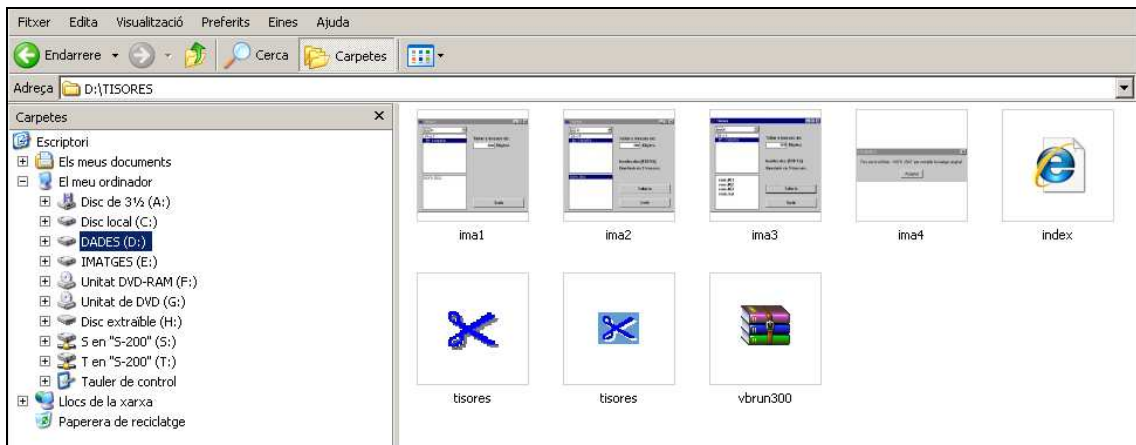 Fitxer Edita Visualització Preferits Eines Ajuda
Endarrere Cerca Carpetes
Adreça D:\TISORES
Carpetes
Escriptori
Els meus documents
El meu ordinador
Disc de 3½ (A:)
Disc local (C:)
DADES (D:)
IMATGES (E:)
Unitat DVD-RAM (F:)
Unitat de DVD (G:)
Disc extraïble (H:)
S en "S-200" (S:)
T en "S-200" (T:)
Tauler de control
Llocs de la xarxa
Paperera de reciclatge
ima1 ima2 ima3 ima4 index
tisores tisores vbrun300